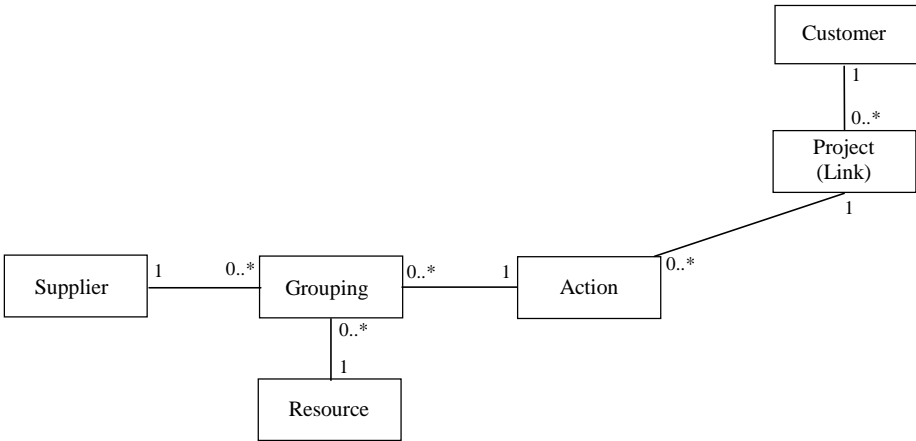 Customer
1
0..*
Project
(Link)
1
0..*
Supplier
1
0..*
Grouping
0..*
1
Action
0..*
1
Resource